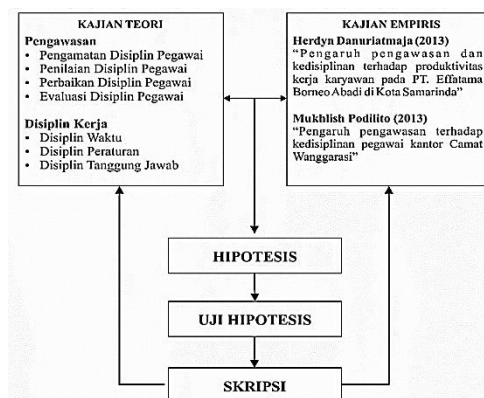 KAJIAN TEORI
Pengawasan
• Pengamatan Disiplin Pegawai
• Penilaian Disiplin Pegawai
• Perbaikan Disiplin Pegawai
• Evaluasi Disiplin Pegawai
Disiplin Kerja
• Disiplin Waktu
• Disiplin Peraturan
• Disiplin Tanggung Jawab
KAJIAN EMPIRIS
Herdyn Danuriatmaja (2013)
“Pengaruh pengawasan dan
kedisiplinan terhadap produktivitas
kerja karyawan pada PT. Effatama
Borneo Abadi di Kota Samarinda”
Mukhlish Podilito (2013)
“Pengaruh pengawasan terhadap
kedisiplinan pegawai kantor Camat
Wanggarasi”
HIPOTESIS
UJI HIPOTESIS
SKRIPSI